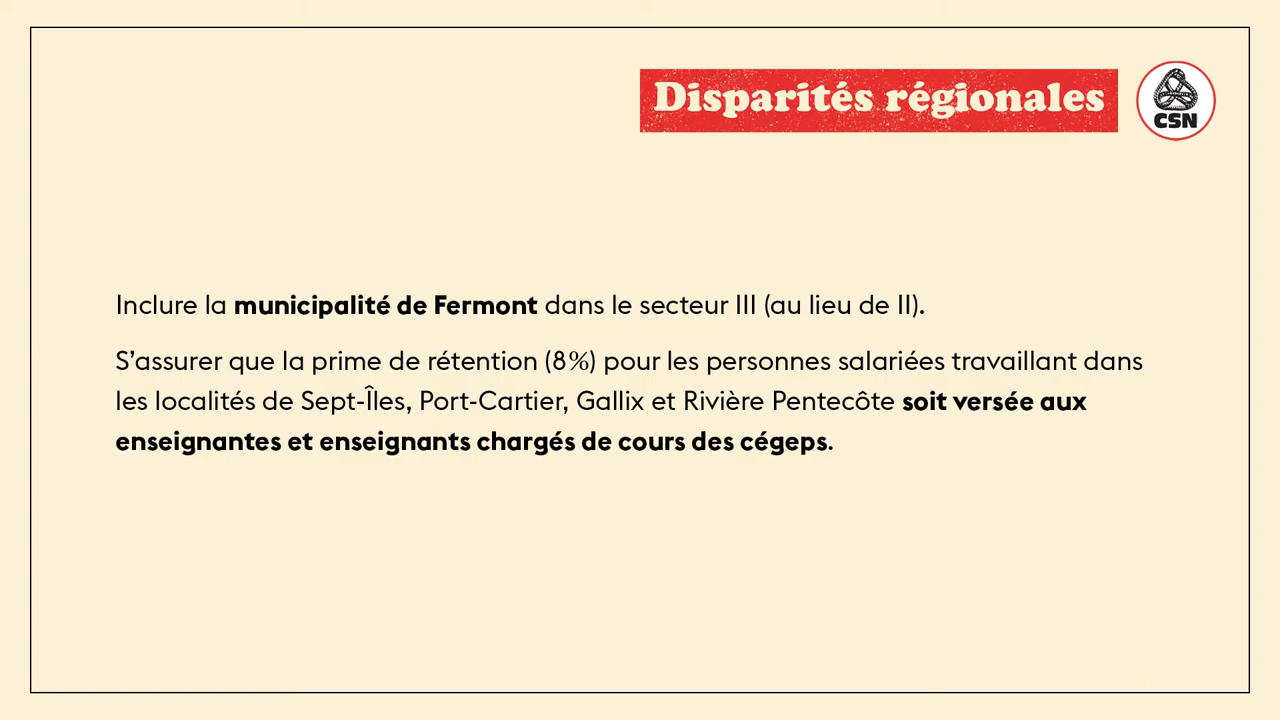 Disparités régionales
CSN
Inclure la municipalité de Fermont dans le secteur III (au lieu de II).
S’assurer que la prime de rétention (8%) pour les personnes salariées travaillant dans
les localités de Sept-Îles, Port-Cartier, Gallix et Rivière Pentecôte soit versée aux
enseignantes et enseignants chargés de cours des cégeps.